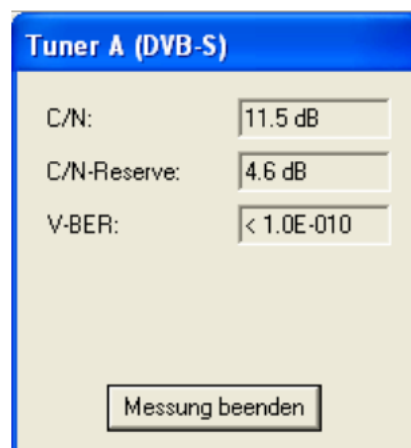 Tuner A (DVB-S)
C/N: 11.5 dB
C/N-Reserve: 4.6 dB
V-BER: < 1.0E-010
Messung beenden